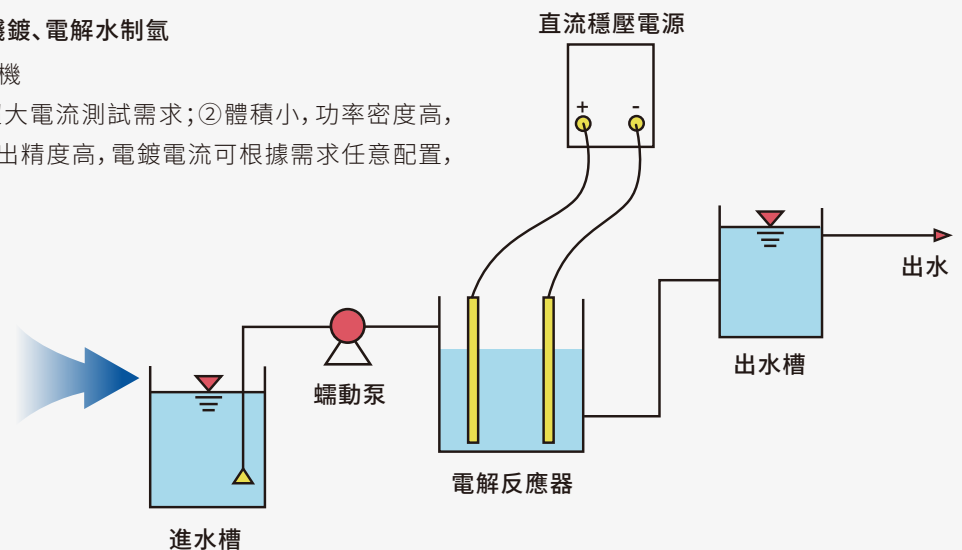 鍍、電解水制氫
機
大電流測試需求；②體積小，功率密度高，
出精度高，電鍍電流可根據需求任意配置，
直流穩壓電源
+ -
出水
出水槽
蠕動泵
電解反應器
進水槽